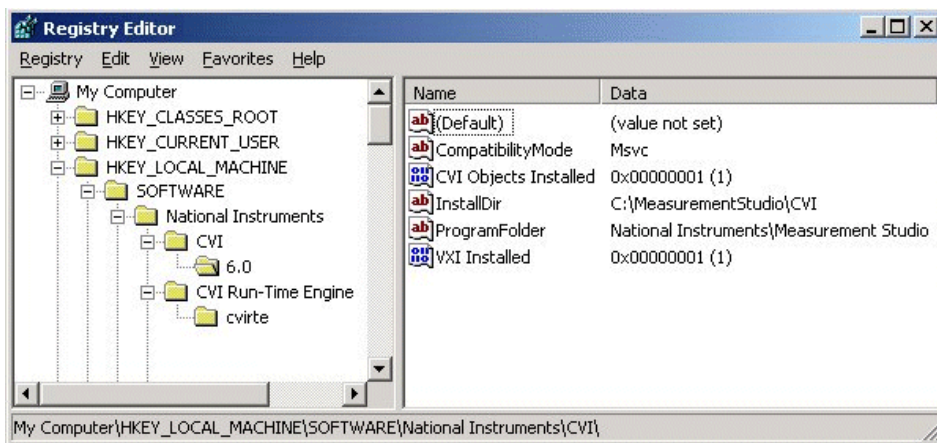 Registry Editor
Registry Edit View Favorites Help
My Computer
HKEY_CLASSES_ROOT
HKEY_CURRENT_USER
HKEY_LOCAL_MACHINE
SOFTWARE
National Instruments
CVI
6.0
CVI Run-Time Engine
cvirte
Name Data
(Default) (value not set)
CompatibilityMode Msvc
CVI Objects Installed 0x00000001 (1)
InstallDir C:\MeasurementStudio\CVI
ProgramFolder National Instruments\Measurement Studio
VXI Installed 0x00000001 (1)
My Computer\HKEY_LOCAL_MACHINE\SOFTWARE\National Instruments\CVI\